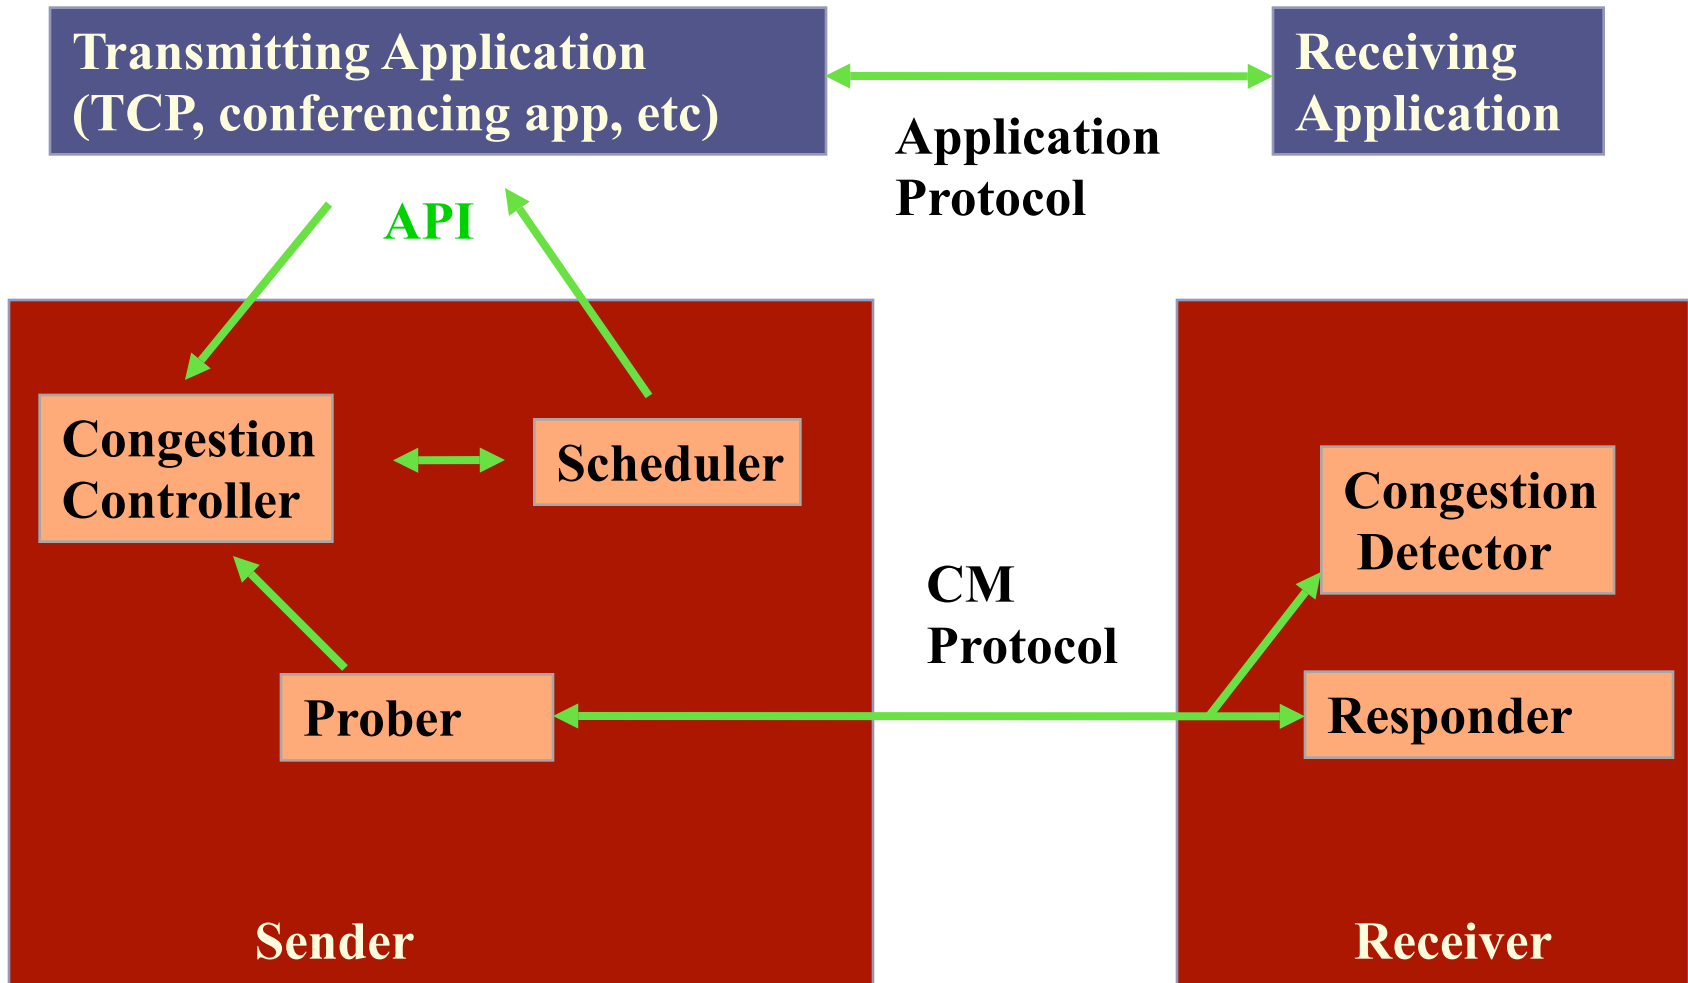 Transmitting Application
(TCP, conferencing app, etc)
Receiving
Application
Application
Protocol
API
Congestion
Controller
Scheduler
Congestion
Detector
CM
Protocol
Prober
Responder
Sender
Receiver